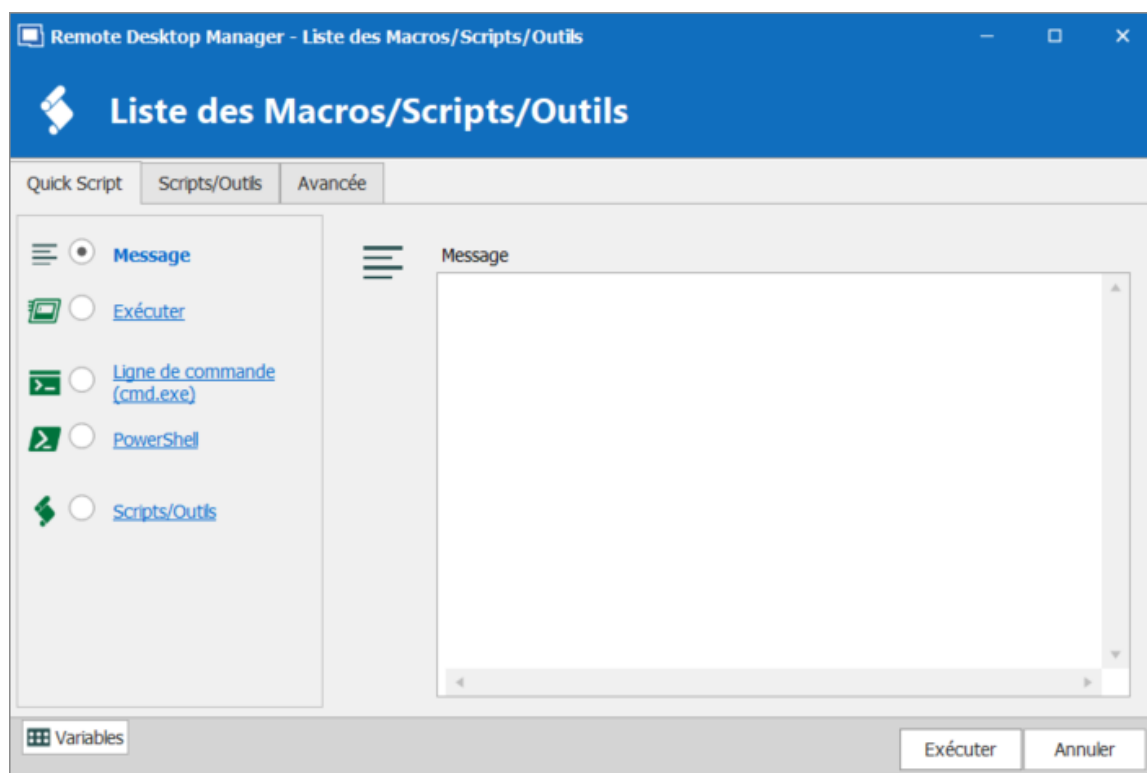 Remote Desktop Manager - Liste des Macros/Scripts/Outils
Liste des Macros/Scripts/Outils
Quick Script
Scripts/Outils
Avancée
Message
Exécuter
Ligne de commande
(cmd.exe)
PowerShell
Scripts/Outils
Message
Variables
Exécuter
Annuler